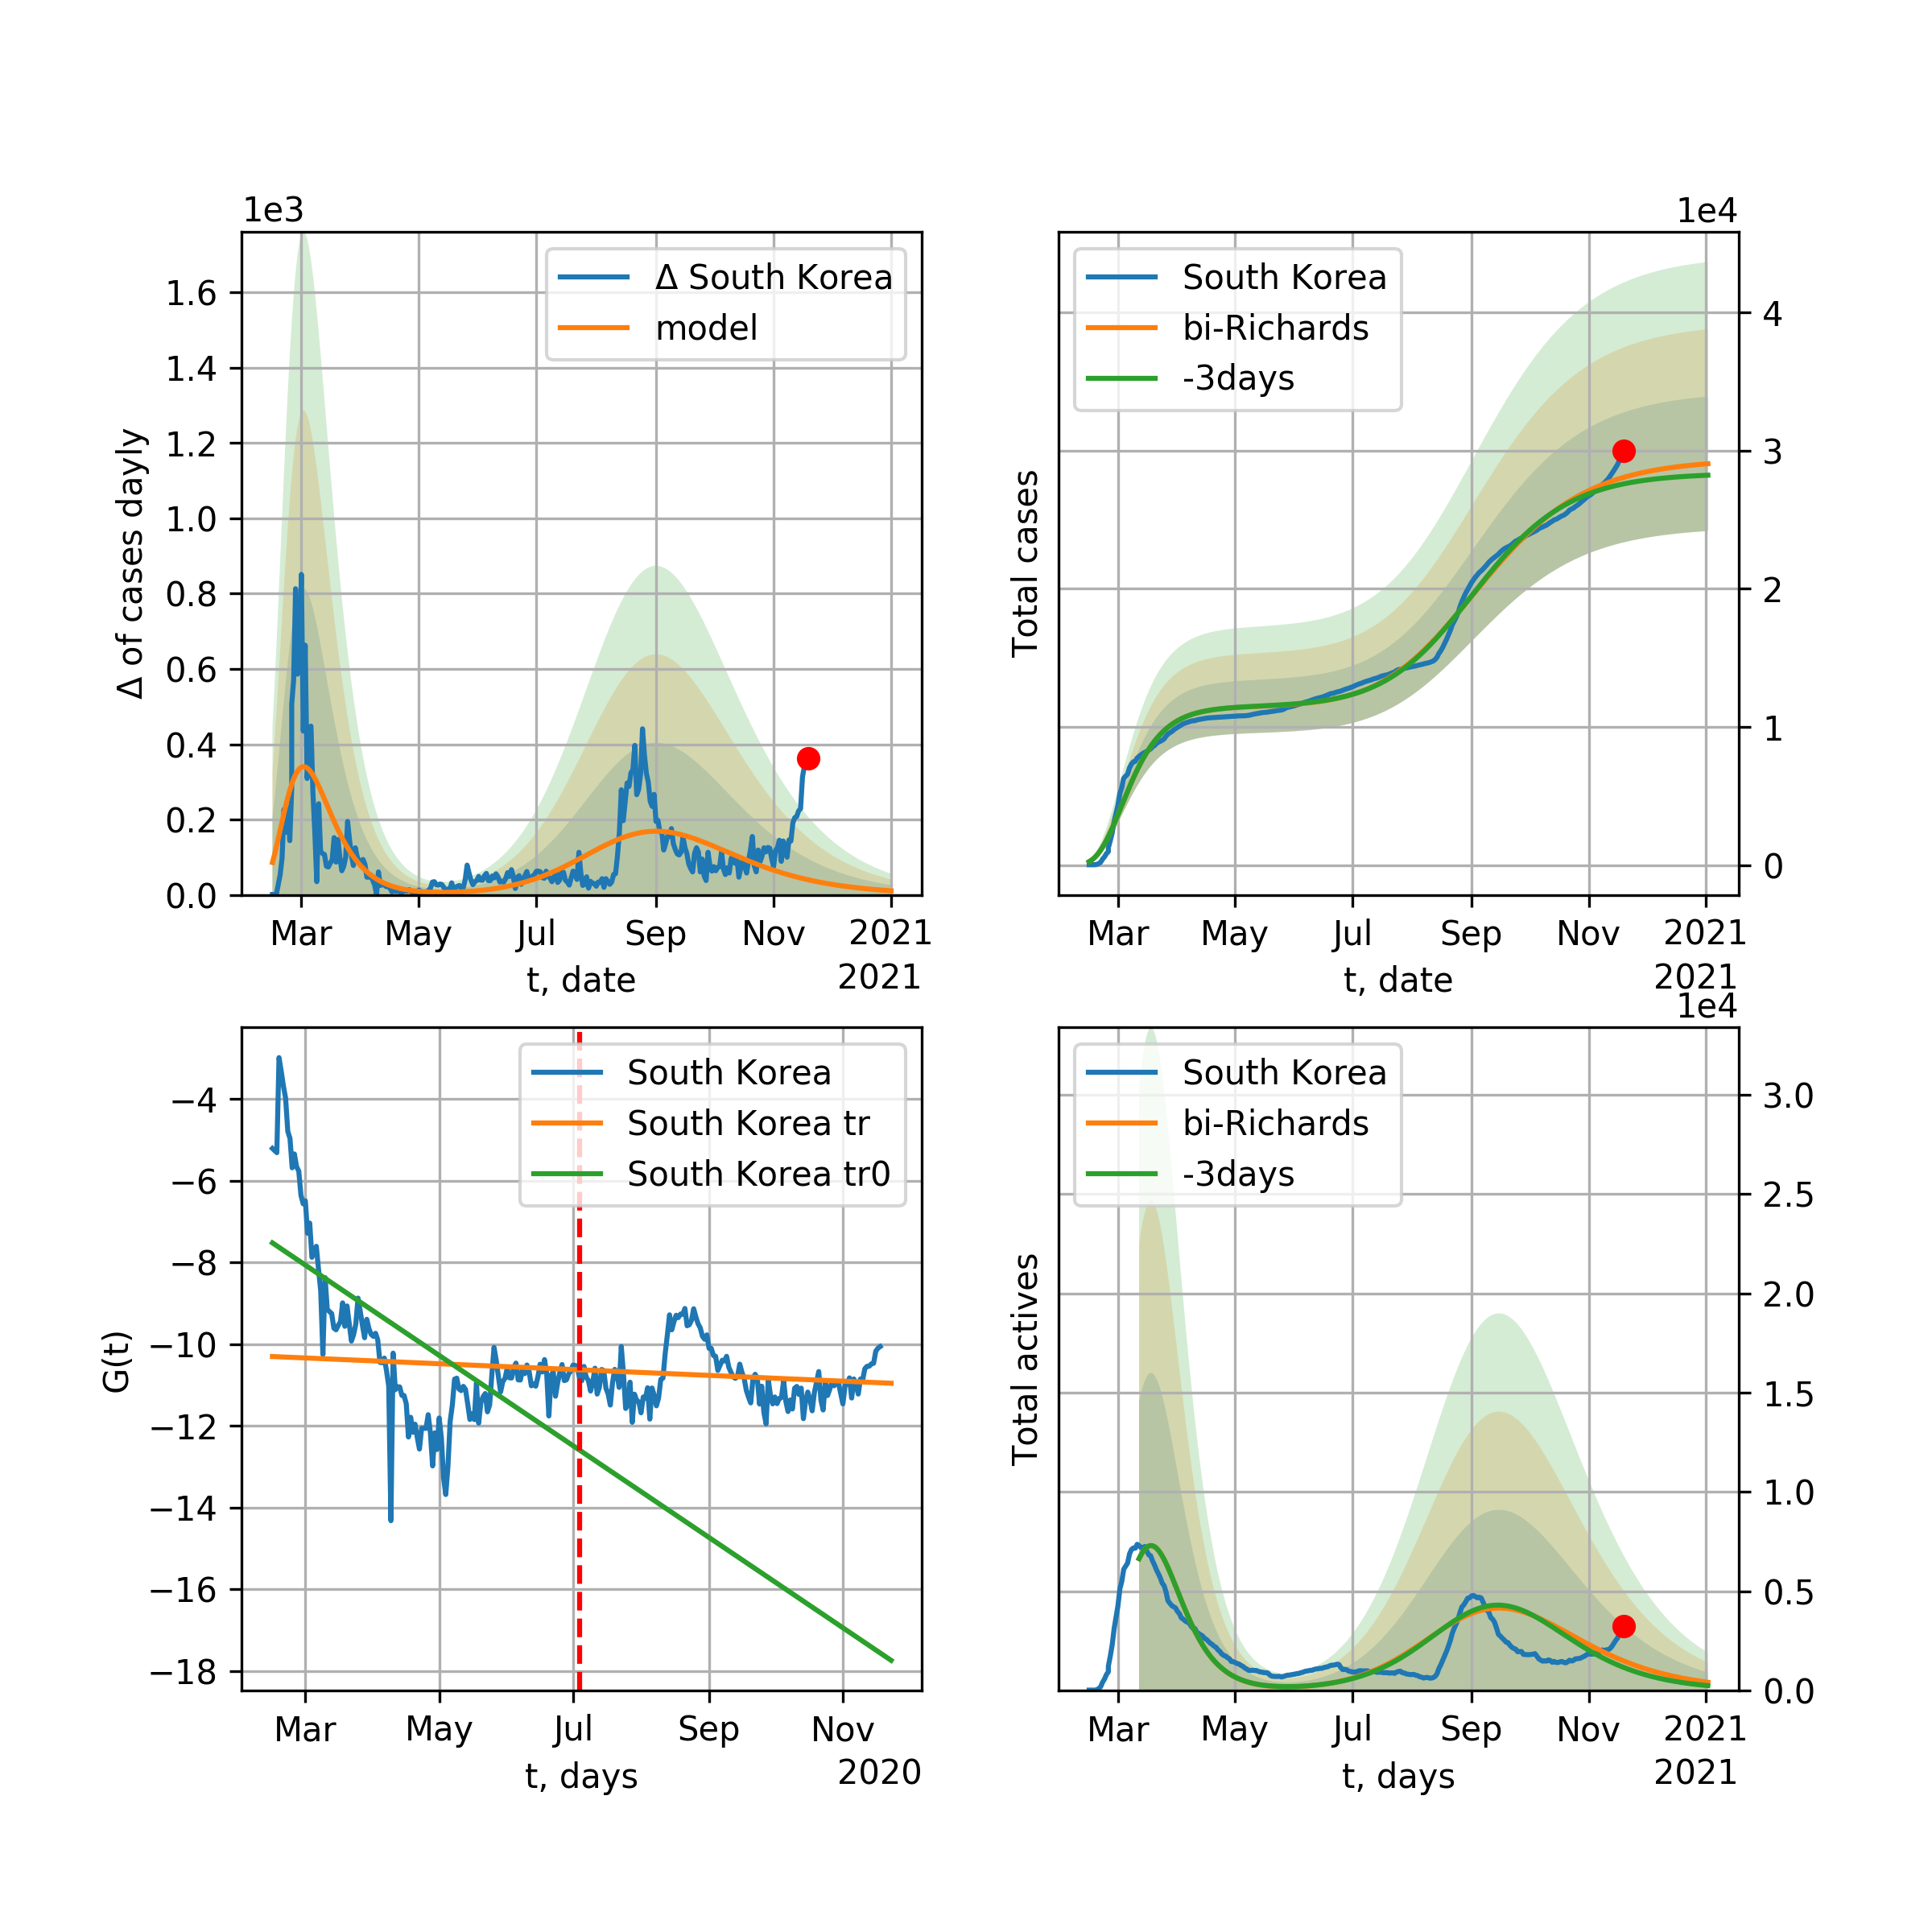 1e3
Δ of cases dayly
1.6
1.4
1.2
1.0
0.8
0.6
0.4
0.2
0.0
Δ South Korea
model
Mar May Jul Sep Nov 2021
t, date
2021
1e4
Total cases
South Korea
bi-Richards
-3days
4
3
2
1
0
Mar May Jul Sep Nov 2021
t, date
2021
G(t)
−4
−6
−8
−10
−12
−14
−16
−18
South Korea
South Korea tr
South Korea tr0
Mar May Jul Sep Nov
t, days
2020
1e4
Total actives
South Korea
bi-Richards
-3days
3.0
2.5
2.0
1.5
1.0
0.5
0.0
Mar May Jul Sep Nov 2021
t, days
2021